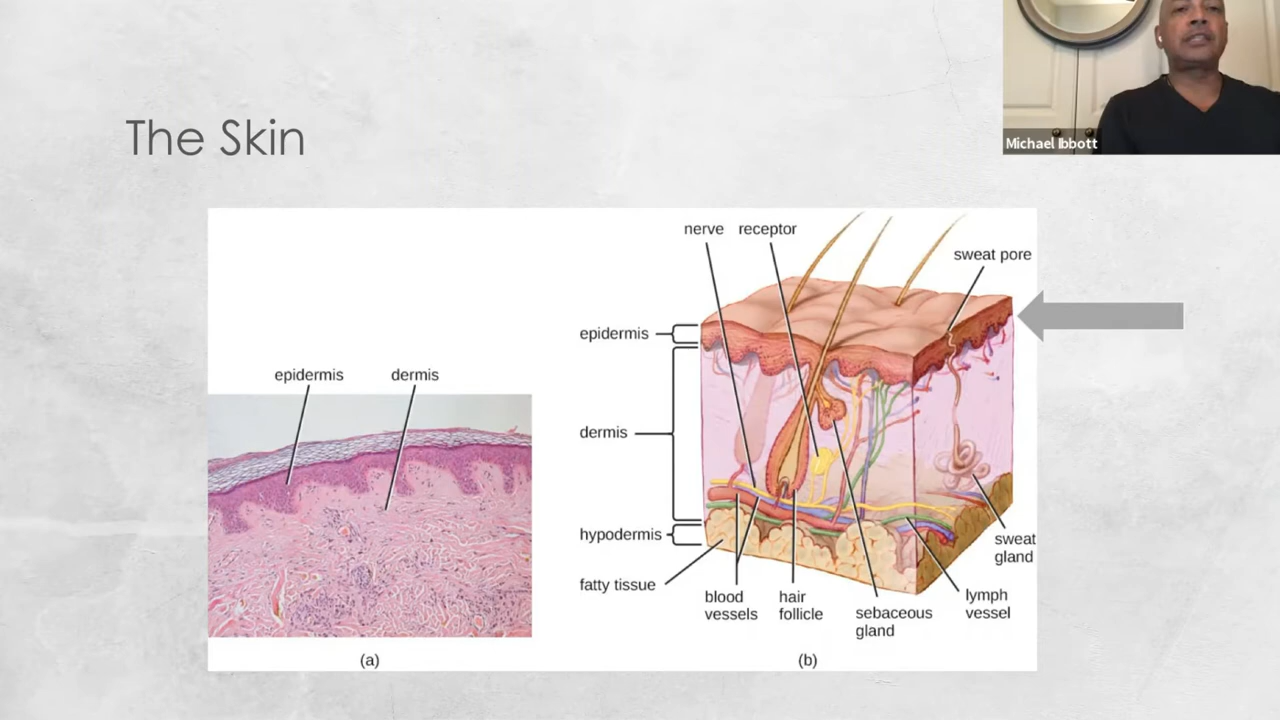 Michael Ibbott
The Skin
epidermis
dermis
(a)
nerve
receptor
sweat pore
epidermis
dermis
hypodermis
fatty tissue
blood
vessels
hair
follicle
sebaceous
gland
lymph
vessel
sweat
gland
(b)